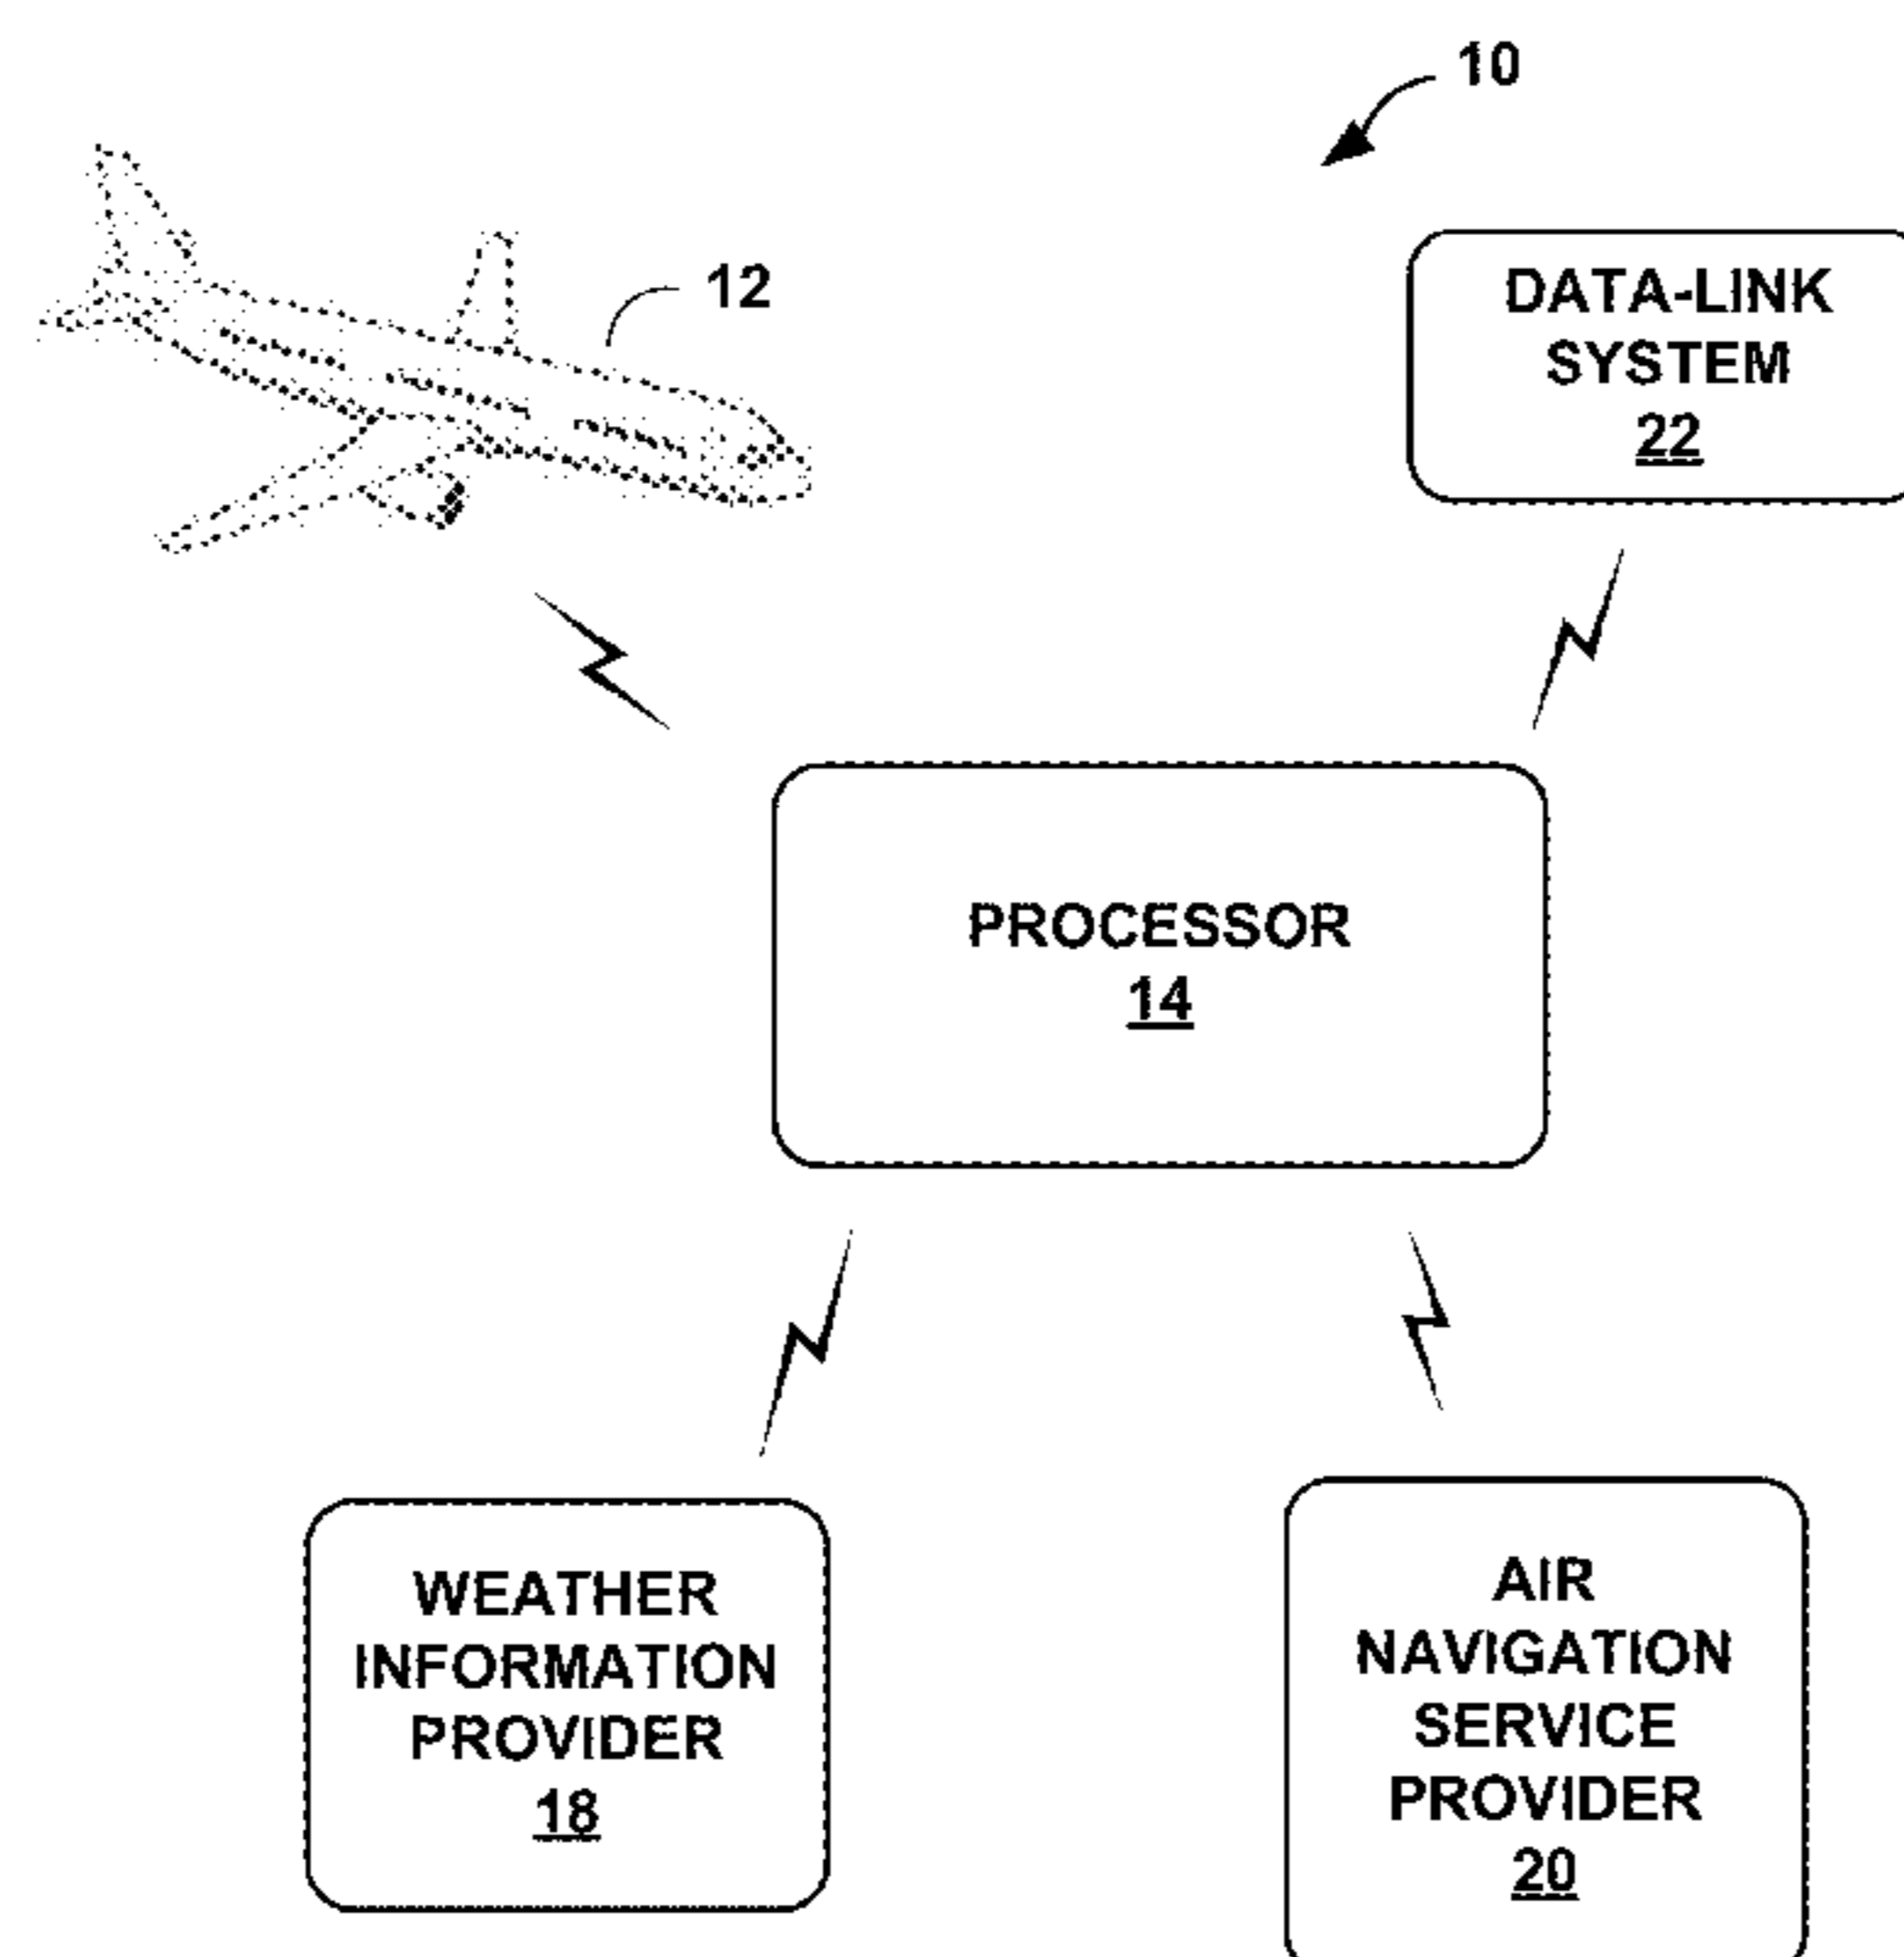 10
12
DATA-LINK
SYSTEM
22
PROCESSOR
14
WEATHER
INFORMATION
PROVIDER
18
AIR
NAVIGATION
SERVICE
PROVIDER
20